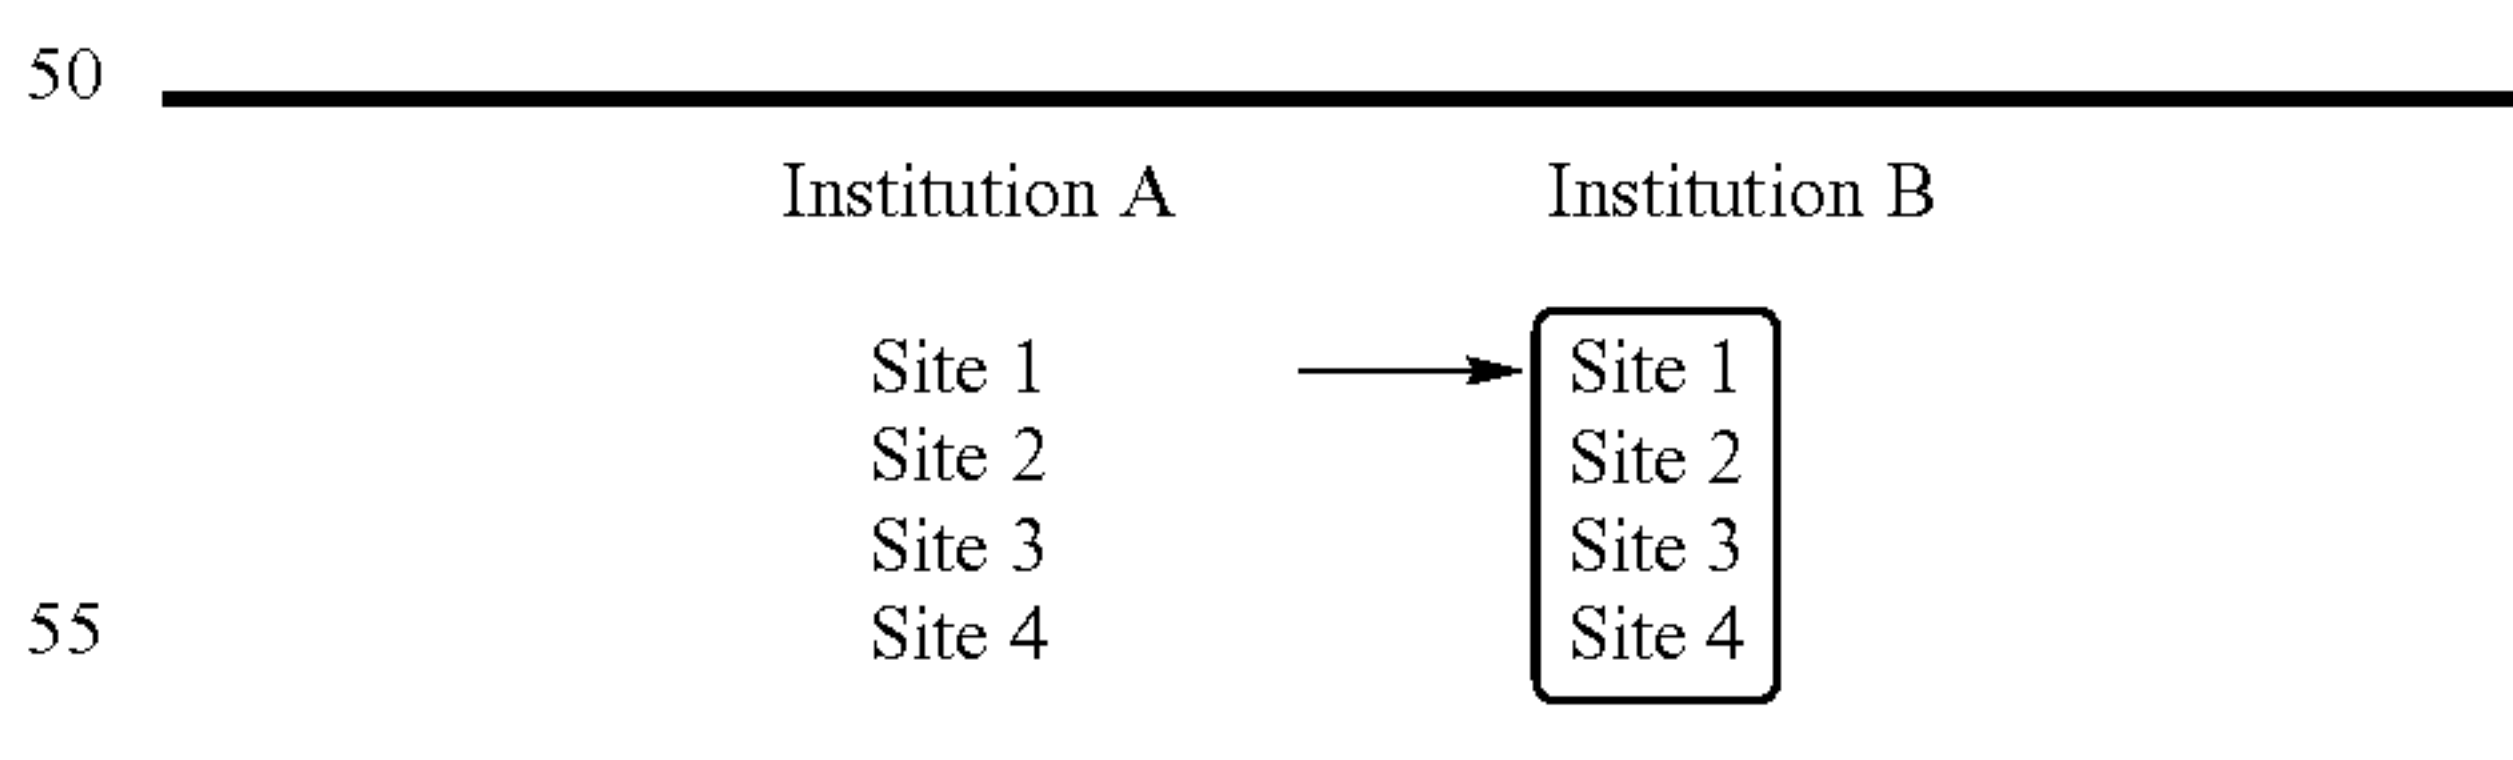 50
Institution A Institution B
Site 1 Site 1
Site 2 Site 2
Site 3 Site 3
55 Site 4 Site 4